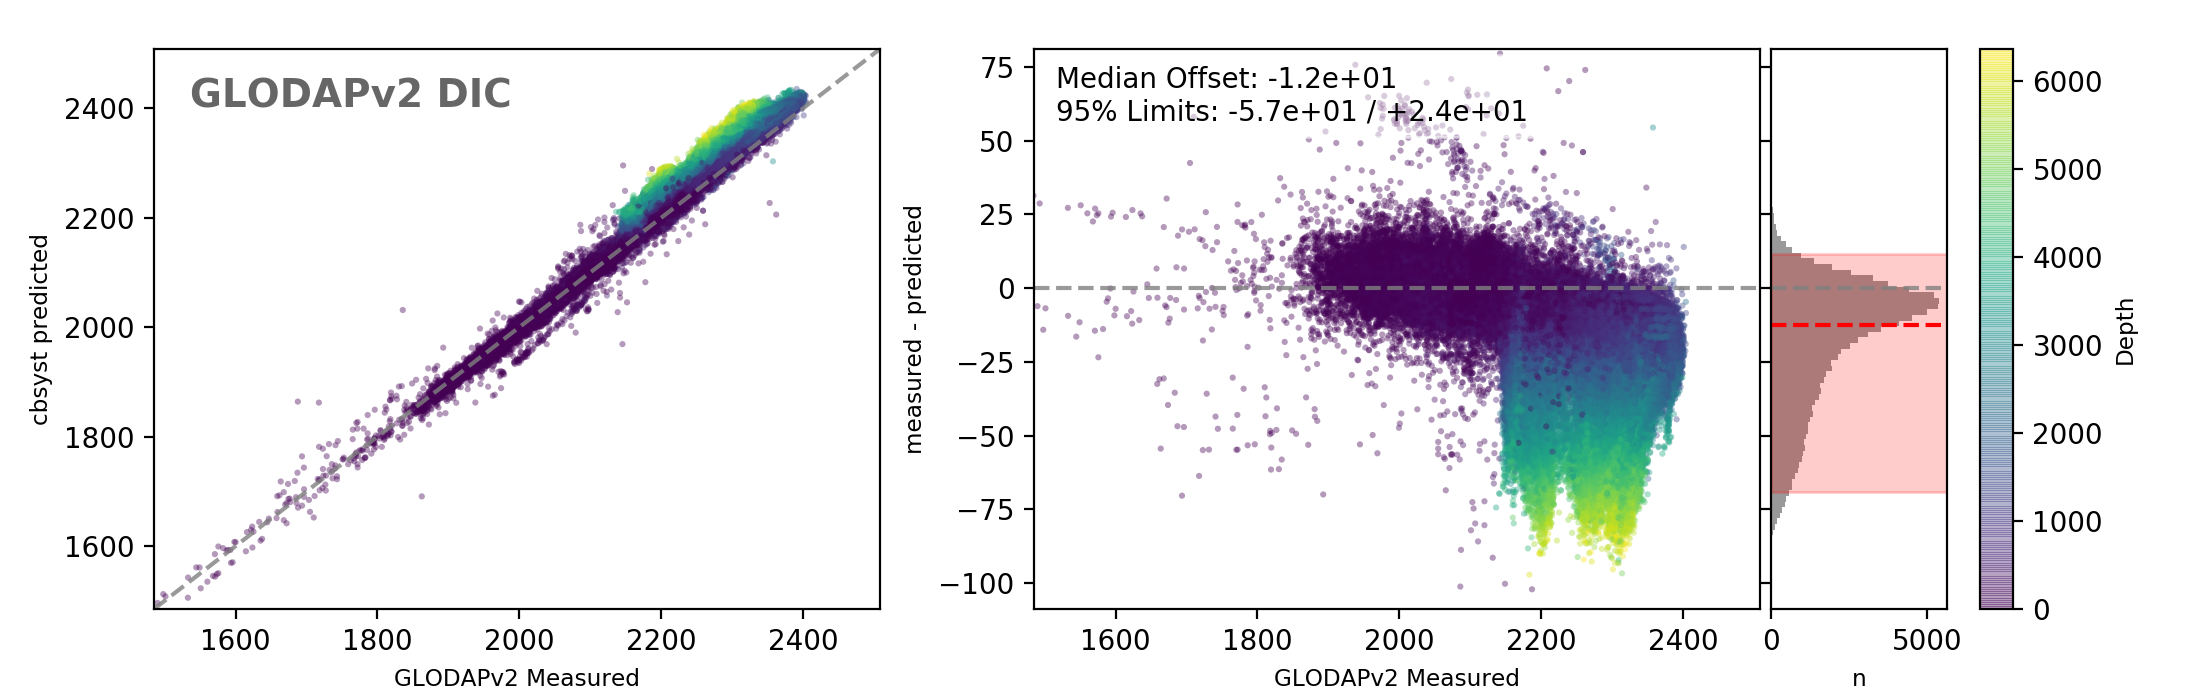 GLODAPv2 DIC
cbsyst predicted
2400
2200
2000
1800
1600
1600 1800 2000 2200 2400
GLODAPv2 Measured
Median Offset: -1.2e+01
95% Limits: -5.7e+01 / +2.4e+01
measured - predicted
75
50
25
0
−25
−50
−75
−100
1600 1800 2000 2200 2400
GLODAPv2 Measured
0 5000
n
6000
5000
4000
3000
2000
1000
0
Depth